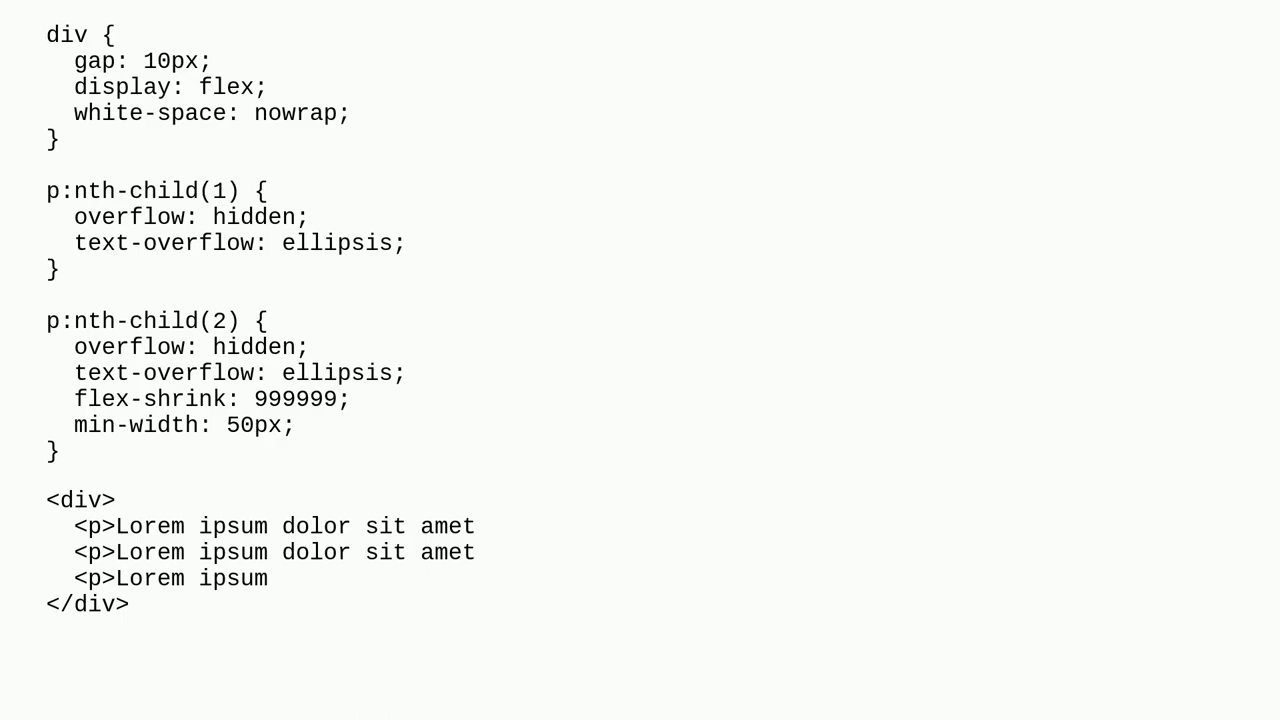 div {
  gap: 10px;
  display: flex;
  white-space: nowrap;
}

p:nth-child(1) {
  overflow: hidden;
  text-overflow: ellipsis;
}

p:nth-child(2) {
  overflow: hidden;
  text-overflow: ellipsis;
  flex-shrink: 999999;
  min-width: 50px;
}

<div>
  <p>Lorem ipsum dolor sit amet
  <p>Lorem ipsum dolor sit amet
  <p>Lorem ipsum
</div>